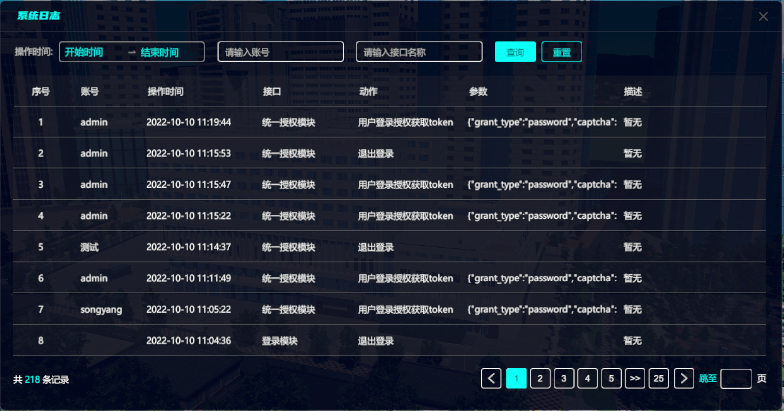 系统日志
操作时间: 开始时间 → 结束时间 请输入账号 请输入接口名称 查询 重置
序号 账号 操作时间 接口 动作 参数 描述
1 admin 2022-10-10 11:19:44 统一授权模块 用户登录授权获取token {"grant_type":"password","captcha": 暂无
2 admin 2022-10-10 11:15:53 统一授权模块 退出登录 暂无
3 admin 2022-10-10 11:15:47 统一授权模块 用户登录授权获取token {"grant_type":"password","captcha": 暂无
4 admin 2022-10-10 11:15:22 统一授权模块 用户登录授权获取token {"grant_type":"password","captcha": 暂无
5 测试 2022-10-10 11:14:37 统一授权模块 退出登录 暂无
6 admin 2022-10-10 11:11:49 统一授权模块 用户登录授权获取token {"grant_type":"password","captcha": 暂无
7 songyang 2022-10-10 11:05:22 统一授权模块 用户登录授权获取token {"grant_type":"password","captcha": 暂无
8 2022-10-10 11:04:36 登录模块 退出登录 暂无
共 218 条记录 < 1 2 3 4 5 >> 25 > 跳至 页